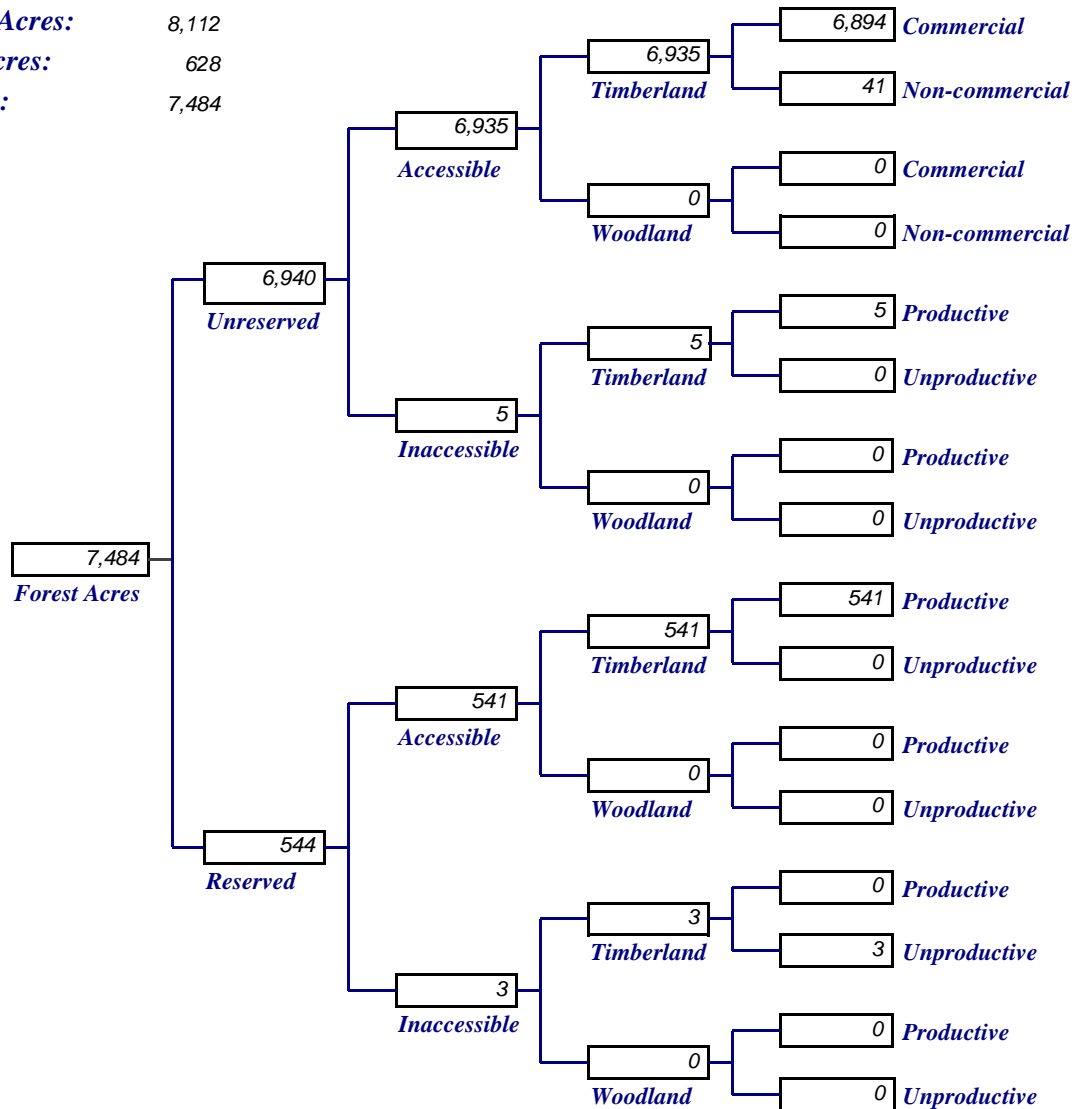 Acres: 8,112
cres: 628
: 7,484
6,894 Commercial
6,935
Timberland
41 Non-commercial
6,935
Accessible
0 Commercial
0
Woodland
0 Non-commercial
6,940
Unreserved
5 Productive
5
Timberland
0 Unproductive
5
Inaccessible
0 Productive
0
Woodland
0 Unproductive
7,484
Forest Acres
541 Productive
541
Timberland
0 Unproductive
541
Accessible
0 Productive
0
Woodland
0 Unproductive
544
Reserved
0 Productive
3
Timberland
3 Unproductive
3
Inaccessible
0 Productive
0
Woodland
0 Unproductive